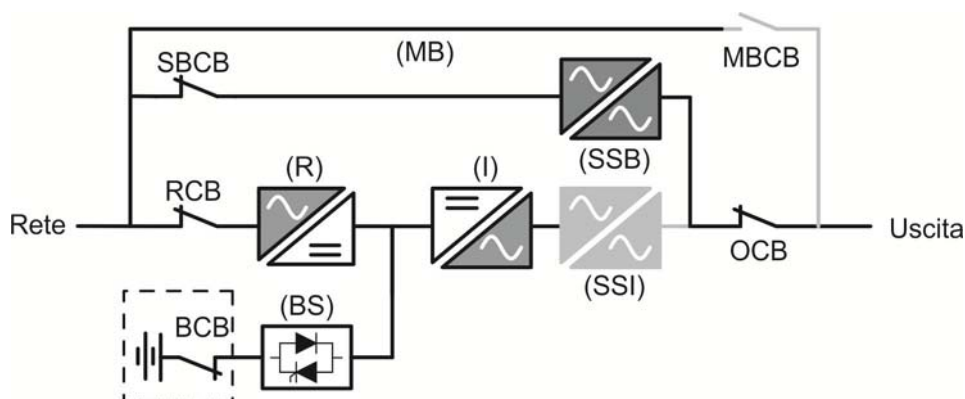 (MB)
MBCB
SBCB
(SSB)
(R)
(I)
RCB
Rete
Uscita
OCB
(SSI)
(BS)
BCB